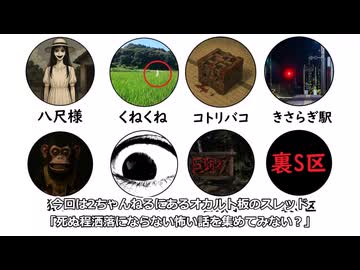 八尺様
くねくね
コトリバコ
きさらぎ駅
裏S区
今回は2ちゃんねるにあるオカルト板のスレッド
「死ぬ程洒落にならない怖い話を集めてみない？」